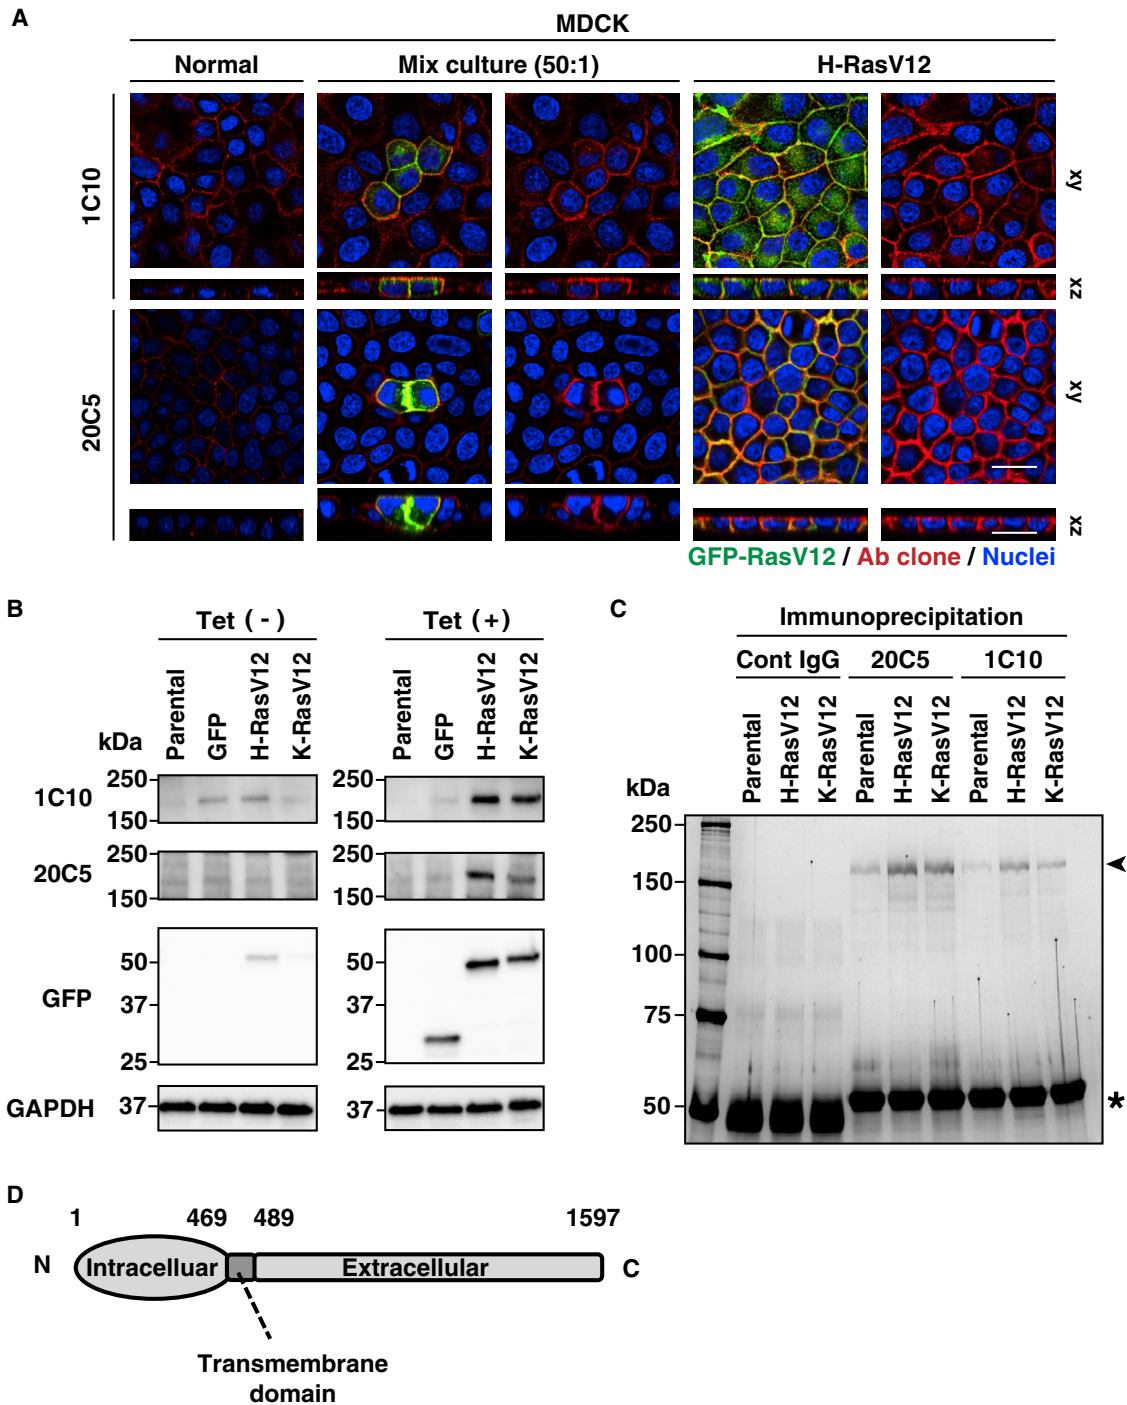 A
MDCK
Normal
Mix culture (50:1)
H-RasV12
1C10
xy
xz
20C5
xy
xz
GFP-RasV12 / Ab clone / Nuclei
B
Tet ( - )
Tet ( + )
kDa
Parental
GFP
H-RasV12
K-RasV12
Parental
GFP
H-RasV12
K-RasV12
1C10
250
150
250
150
20C5
250
150
250
150
GFP
50
37
25
50
37
25
GAPDH
37
37
C
Immunoprecipitation
Cont IgG
20C5
1C10
kDa
Parental
H-RasV12
K-RasV12
Parental
H-RasV12
K-RasV12
Parental
H-RasV12
K-RasV12
250
150
100
75
50
*
D
1
469
489
1597
N
Intracelluar
Extracellular
C
Transmembrane
domain